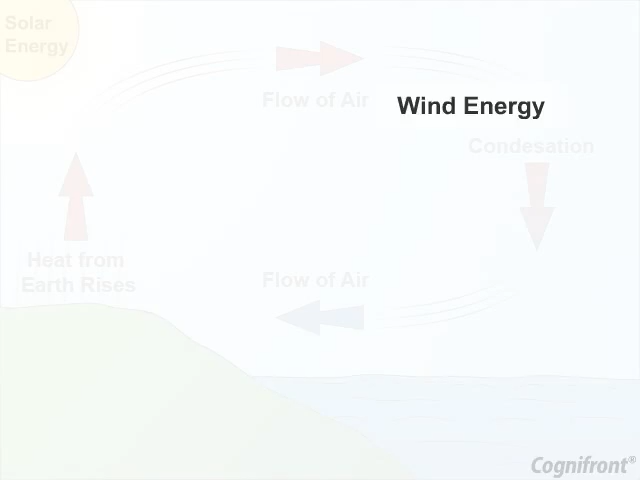 Solar
Energy
Flow of Air
Wind Energy
Condesation
Heat from
Earth Rises
Flow of Air
Cognifront®